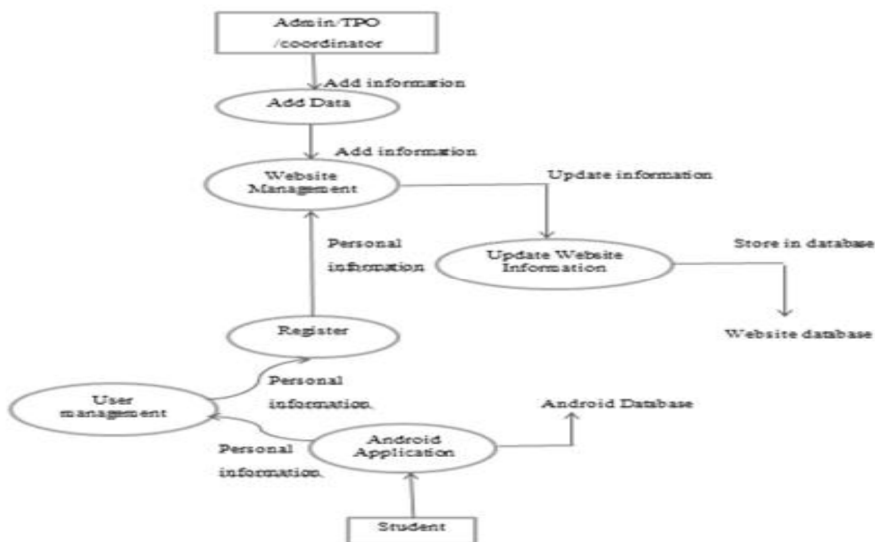 Admin/TPO
/coordinator
Add information
Add Data
Add information
Website
Management
Update information
Personal
information
Update Website
Information
Store in database
Website database
Register
Personal
information.
User
management
Android Database
Personal
information.
Android
Application
Student